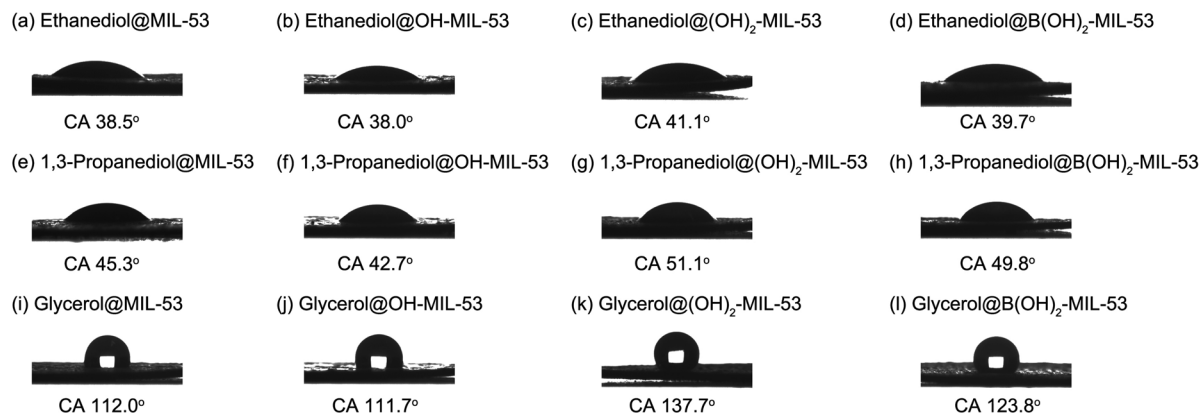 (a) Ethanediol@MIL-53
(b) Ethanediol@OH-MIL-53
(c) Ethanediol@(OH)₂-MIL-53
(d) Ethanediol@B(OH)₂-MIL-53
CA 38.5°
CA 38.0°
CA 41.1°
CA 39.7°
(e) 1,3-Propanediol@MIL-53
(f) 1,3-Propanediol@OH-MIL-53
(g) 1,3-Propanediol@(OH)₂-MIL-53
(h) 1,3-Propanediol@B(OH)₂-MIL-53
CA 45.3°
CA 42.7°
CA 51.1°
CA 49.8°
(i) Glycerol@MIL-53
(j) Glycerol@OH-MIL-53
(k) Glycerol@(OH)₂-MIL-53
(l) Glycerol@B(OH)₂-MIL-53
CA 112.0°
CA 111.7°
CA 137.7°
CA 123.8°